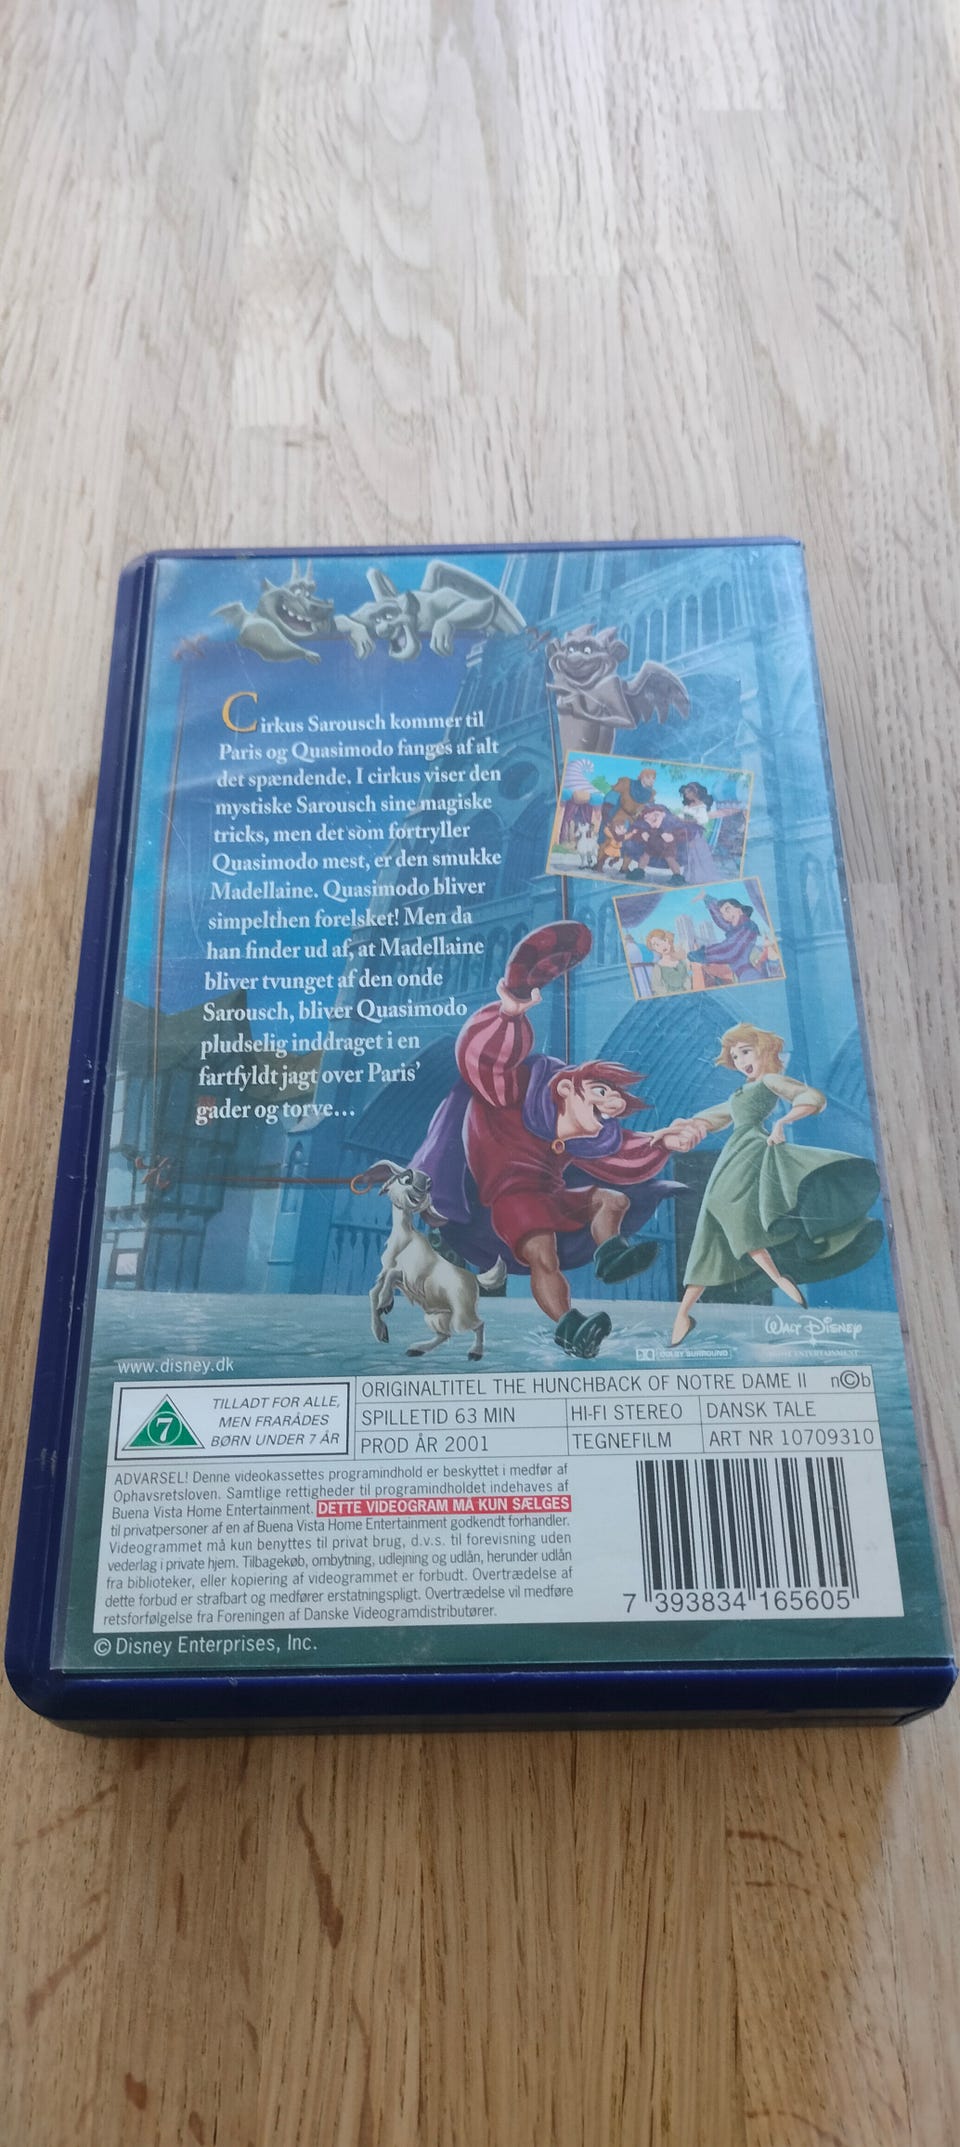 Cirkus Sarousch kommer til
Paris og Quasimodo fanges af alt
det spændende. I cirkus viser den
mystiske Sarousch sine magiske
tricks, men det som fortryller
Quasimodo mest, er den smukke
Madellaine. Quasimodo bliver
simpelthen forelsket! Men da
han finder ud af, at Madellaine
bliver tvunget af den onde
Sarousch, bliver Quasimodo
pludselig inddraget i en
fartfyldt jagt over Paris'
gader og torve...
WALT DISNEY
HOME ENTERTAINMENT
DOLBY SURROUND
www.disney.dk
7
TILLADT FOR ALLE,
MEN FRARÅDES
BØRN UNDER 7 ÅR
ORIGINALTITEL THE HUNCHBACK OF NOTRE DAME II n©b
SPILLETID 63 MIN HI-FI STEREO DANSK TALE
PROD ÅR 2001 TEGNEFILM ART NR 10709310
ADVARSEL! Denne videokassettes programindhold er beskyttet i medfør af
Ophavsretsloven. Samtlige rettigheder til programindholdet indehaves af
Buena Vista Home Entertainment. DETTE VIDEOGRAM MÅ KUN SÆLGES
til privatpersoner af en af Buena Vista Home Entertainment godkendt forhandler.
Videogrammet må kun benyttes til privat brug, d.v.s. til forevisning uden
vederlag i private hjem. Tilbagekøb, ombytning, udlejning og udlån, herunder udlån
fra biblioteker, eller kopiering af videogrammet er forbudt. Overtrædelse af
dette forbud er strafbart og medfører erstatningspligt. Overtrædelse vil medføre
retsforfølgelse fra Foreningen af Danske Videogramdistributører.
7 393834 165605
© Disney Enterprises, Inc.